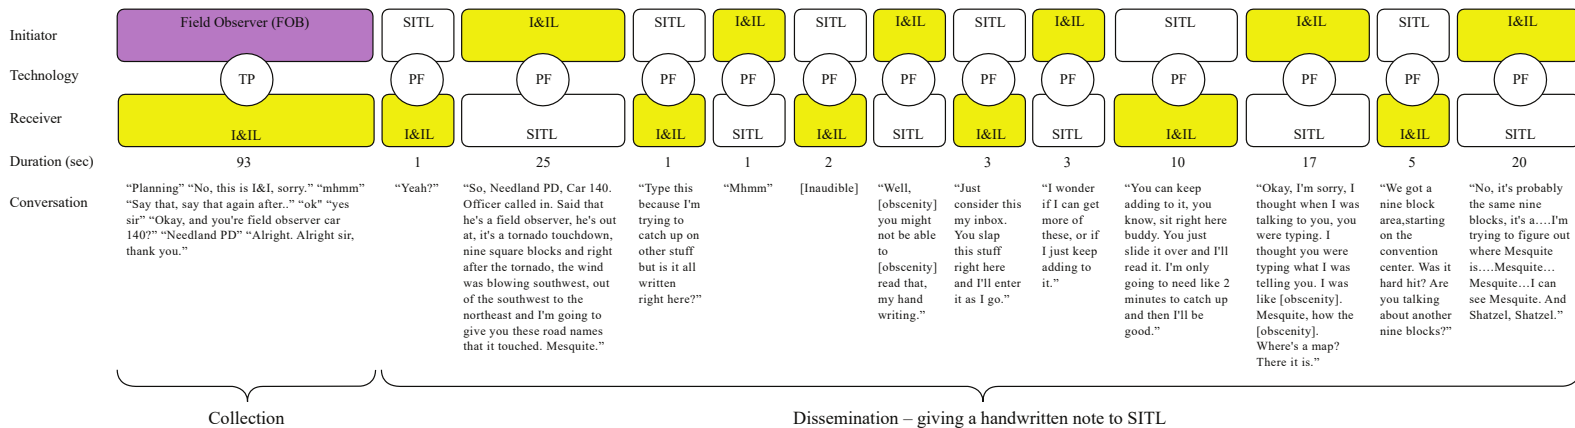 Initiator
Field Observer (FOB)
SITL
I&IL
SITL
I&IL
SITL
I&IL
SITL
I&IL
SITL
I&IL
SITL
I&IL
Technology
TP
PF
PF
PF
PF
PF
PF
PF
PF
PF
PF
PF
PF
Receiver
I&IL
I&IL
SITL
I&IL
SITL
I&IL
SITL
I&IL
SITL
I&IL
SITL
I&IL
SITL
Duration (sec)
93
1
25
1
1
2
3
3
10
17
5
20
Conversation
“Planning” “No, this is I&I, sorry.” “mhmm”
“Say that, say that again after..” “ok" “yes
sir” “Okay, and you're field observer car
140?” “Needland PD” “Alright. Alright sir,
thank you.”
“Yeah?”
“So, Needland PD, Car 140.
Officer called in. Said that
he's a field observer, he's out
at, it's a tornado touchdown,
nine square blocks and right
after the tornado, the wind
was blowing southwest, out
of the southwest to the
northeast and I'm going to
give you these road names
that it touched. Mesquite.”
“Type this
because I'm
trying to
catch up on
other stuff
but is it all
written
right here?”
“Mhmm”
[Inaudible]
“Well,
[obscenity]
you might
not be able
to
[obscenity]
read that,
my hand
writing.”
“Just
consider this
my inbox.
You slap
this stuff
right here
and I'll enter
it as I go.”
“I wonder
if I can get
more of
these, or if
I just keep
adding to
it.”
“You can keep
adding to it, you
know, sit right here
buddy. You just
slide it over and I'll
read it. I'm only
going to need like 2
minutes to catch up
and then I'll be
good.”
“Okay, I'm sorry, I
thought when I was
talking to you, you
were typing. I
thought you were
typing what I was
telling you. I was
like [obscenity].
Mesquite, how the
[obscenity].
Where's a map?
There it is.”
“We got a
nine block
area,starting
on the
convention
center. Was it
hard hit? Are
you talking
about another
nine blocks?”
“No, it's probably
the same nine
blocks, it's a....I'm
trying to figure out
where Mesquite
is....Mesquite…
Mesquite…I can
see Mesquite. And
Shatzel, Shatzel.”
Collection
Dissemination – giving a handwritten note to SITL